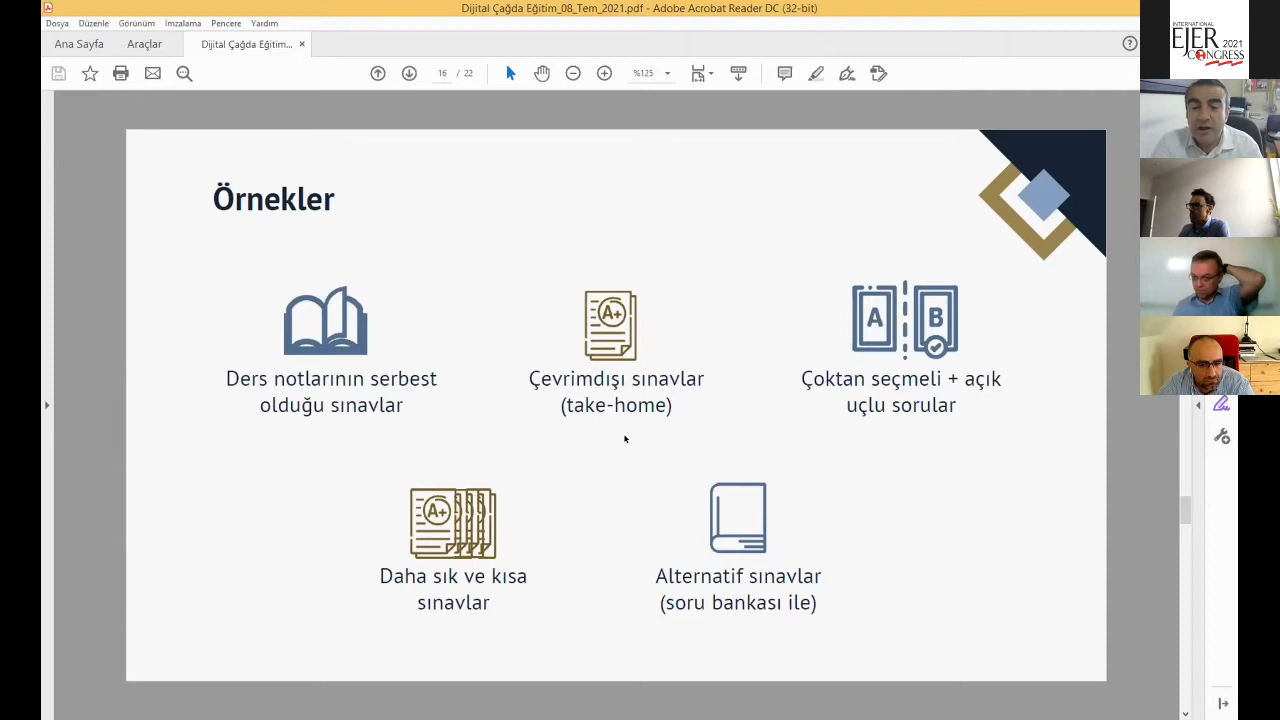 Dijital Çağda Eğitim_08_Tem_2021.pdf - Adobe Acrobat Reader DC (32-bit)
Dosya Düzenle Görünüm İmzalama Pencere Yardım
Ana Sayfa Araçlar Dijital Çağda Eğitim... ×
16 / 22 %125
INTERNATIONAL
EJER 2021
CONGRESS
Örnekler
Ders notlarının serbest
olduğu sınavlar
A+
Çevrimdışı sınavlar
(take-home)
A B
Çoktan seçmeli + açık
uçlu sorular
A+
Daha sık ve kısa
sınavlar
Alternatif sınavlar
(soru bankası ile)